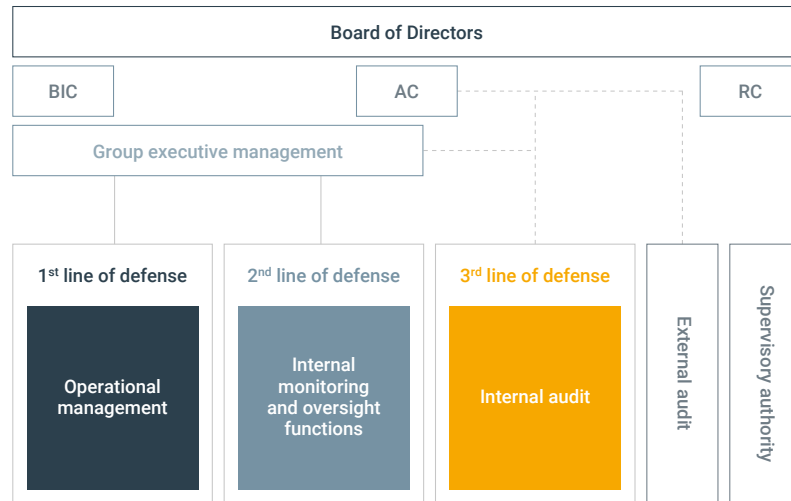 Board of Directors
BIC
AC
RC
Group executive management
1st line of defense
2nd line of defense
3rd line of defense
Operational
management
Internal
monitoring
and oversight
functions
Internal audit
External audit
Supervisory authority